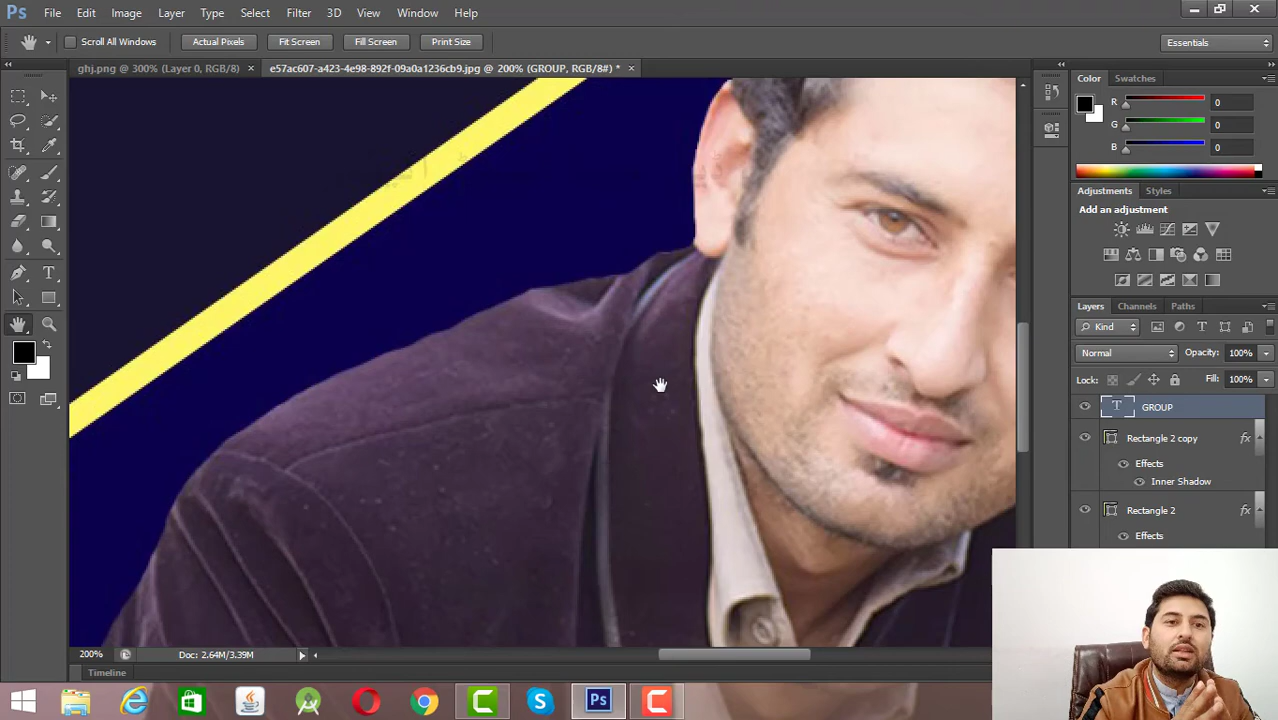 Ps File Edit Image Layer Type Select Filter 3D View Window Help
Scroll All Windows Actual Pixels Fit Screen Fill Screen Print Size Essentials
ghj.png @ 300% (Layer 0, RGB/8) × e57ac607-a423-4e98-892f-09a0a1236cb9.jpg @ 200% (GROUP, RGB/8#) * ×
Color Swatches
R 0
G 0
B 0
Adjustments Styles
Add an adjustment
Layers Channels Paths
Kind
Normal Opacity: 100%
Lock: Fill: 100%
T GROUP
Rectangle 2 copy fx
Effects
Inner Shadow
Rectangle 2 fx
Effects
200% Doc: 2.64M/3.39M
Timeline
Ps